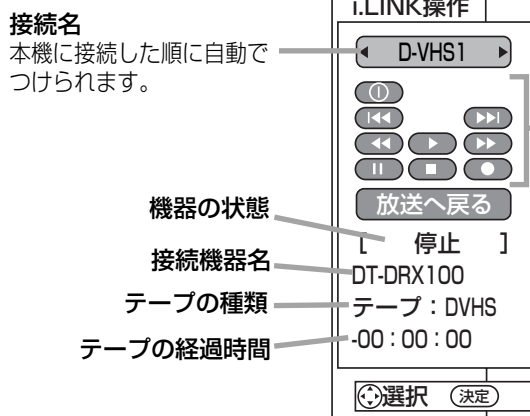 接続名
本機に接続した順に自動で
つけられます。
i.LINK操作
D-VHS1
放送へ戻る
機器の状態
[ 停止 ]
接続機器名
DT-DRX100
テープの種類
テープ：DVHS
テープの経過時間
-00：00：00
選択 決定